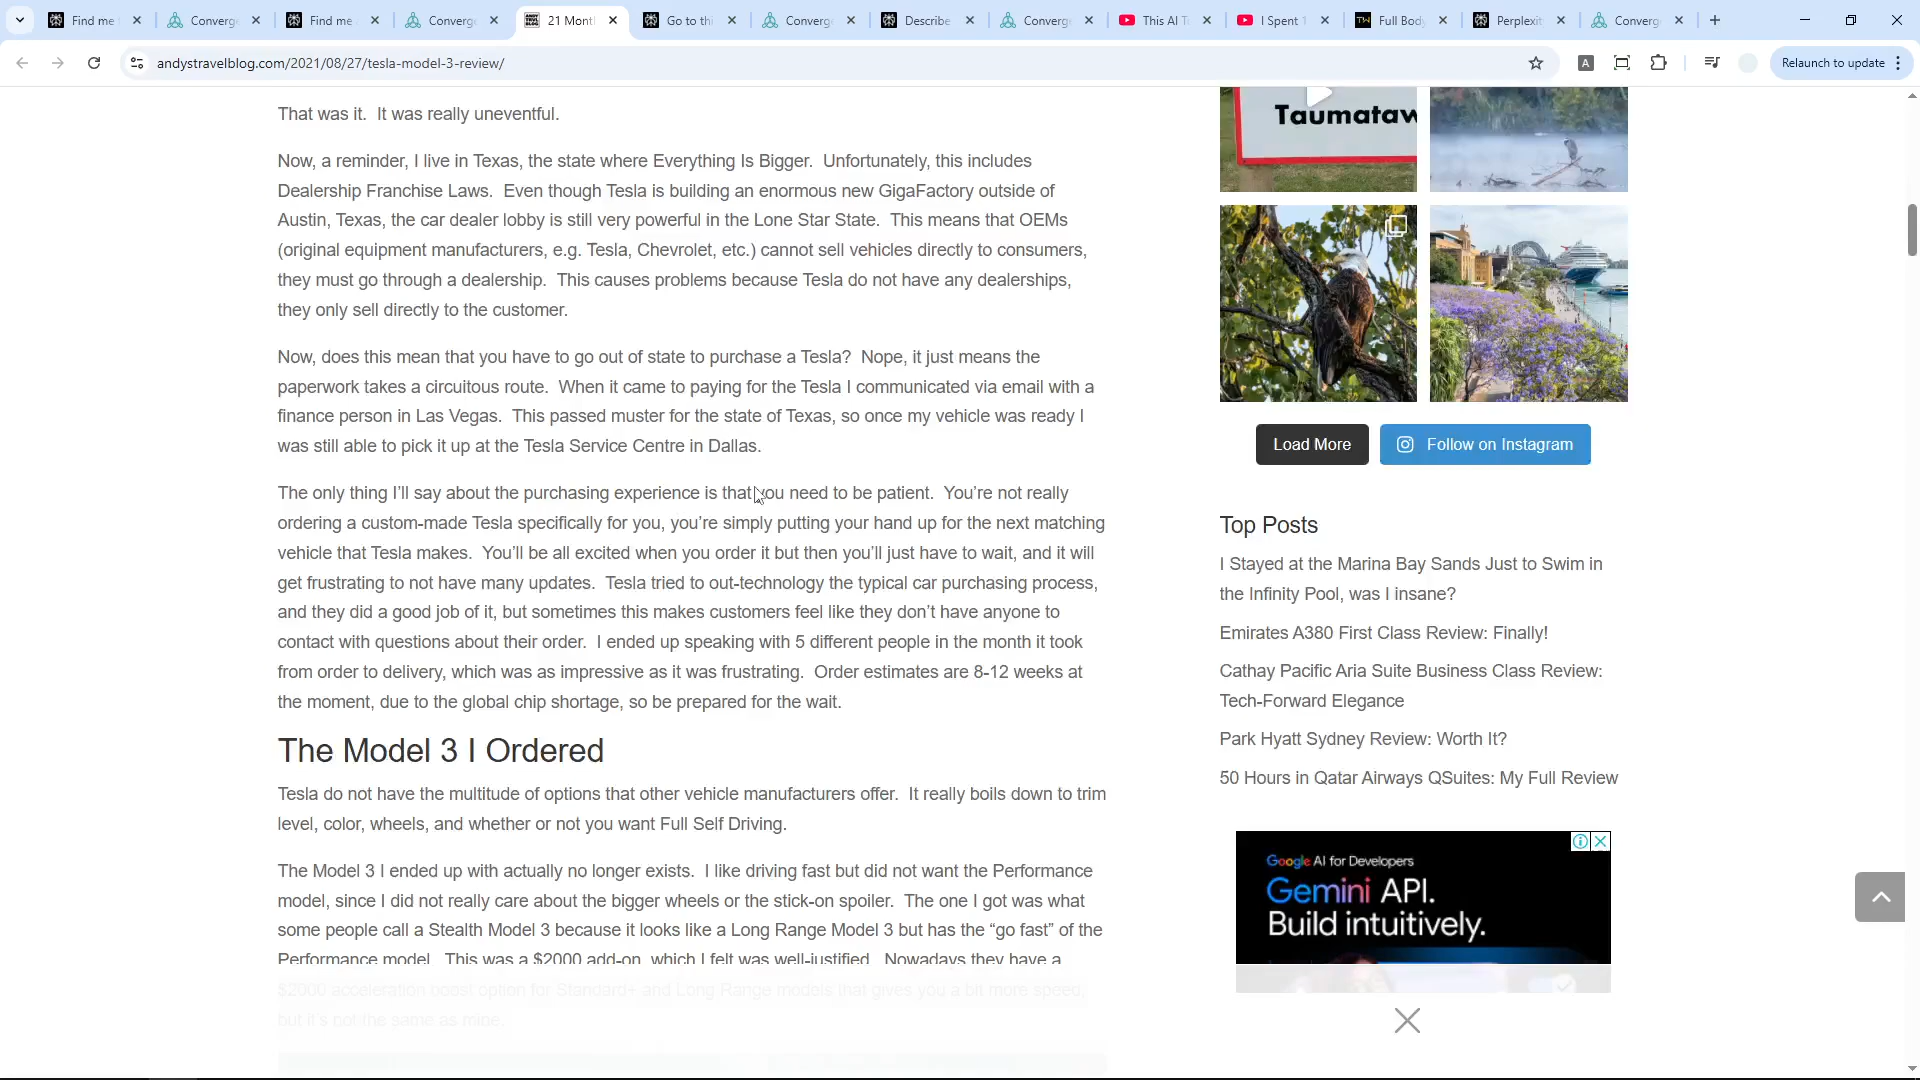 Find me
Converge
Find me
Converge
21 Mont
Go to thi
Converge
Describe
Converge
This AI T
I Spent 1
Full Body
Perplexit
Converg
andystravelblog.com/2021/08/27/tesla-model-3-review/
Relaunch to update
That was it. It was really uneventful.
Now, a reminder, I live in Texas, the state where Everything Is Bigger. Unfortunately, this includes
Dealership Franchise Laws. Even though Tesla is building an enormous new GigaFactory outside of
Austin, Texas, the car dealer lobby is still very powerful in the Lone Star State. This means that OEMs
(original equipment manufacturers, e.g. Tesla, Chevrolet, etc.) cannot sell vehicles directly to consumers,
they must go through a dealership. This causes problems because Tesla do not have any dealerships,
they only sell directly to the customer.
Now, does this mean that you have to go out of state to purchase a Tesla? Nope, it just means the
paperwork takes a circuitous route. When it came to paying for the Tesla I communicated via email with a
finance person in Las Vegas. This passed muster for the state of Texas, so once my vehicle was ready I
was still able to pick it up at the Tesla Service Centre in Dallas.
The only thing I'll say about the purchasing experience is that you need to be patient. You're not really
ordering a custom-made Tesla specifically for you, you're simply putting your hand up for the next matching
vehicle that Tesla makes. You'll be all excited when you order it but then you'll just have to wait, and it will
get frustrating to not have many updates. Tesla tried to out-technology the typical car purchasing process,
and they did a good job of it, but sometimes this makes customers feel like they don't have anyone to
contact with questions about their order. I ended up speaking with 5 different people in the month it took
from order to delivery, which was as impressive as it was frustrating. Order estimates are 8-12 weeks at
the moment, due to the global chip shortage, so be prepared for the wait.
The Model 3 I Ordered
Tesla do not have the multitude of options that other vehicle manufacturers offer. It really boils down to trim
level, color, wheels, and whether or not you want Full Self Driving.
The Model 3 I ended up with actually no longer exists. I like driving fast but did not want the Performance
model, since I did not really care about the bigger wheels or the stick-on spoiler. The one I got was what
some people call a Stealth Model 3 because it looks like a Long Range Model 3 but has the “go fast” of the
Performance model. This was a $2000 add-on, which I felt was well-justified. Nowadays they have a
$2000 acceleration boost option for Standard+ and Long Range models that gives you a bit more speed,
but it's not the same as mine.
Taumataw
Load More
Follow on Instagram
Top Posts
I Stayed at the Marina Bay Sands Just to Swim in
the Infinity Pool, was I insane?
Emirates A380 First Class Review: Finally!
Cathay Pacific Aria Suite Business Class Review:
Tech-Forward Elegance
Park Hyatt Sydney Review: Worth It?
50 Hours in Qatar Airways QSuites: My Full Review
Google AI for Developers
Gemini API.
Build intuitively.